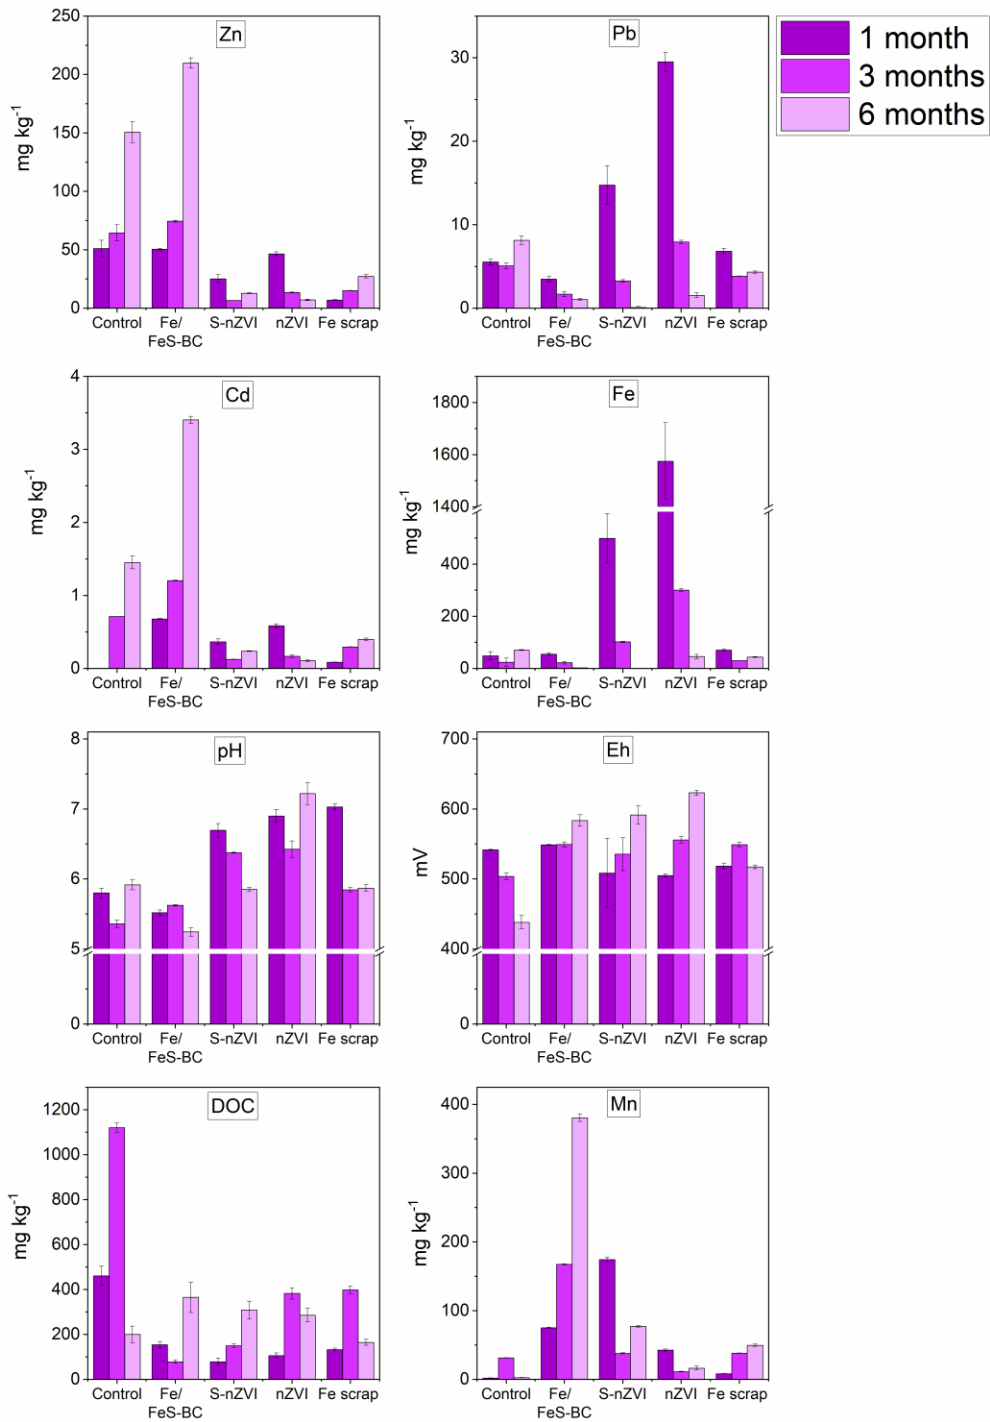 Zn
mg kg⁻¹
250
200
150
100
50
0
Control
Fe/
FeS-BC
S-nZVI
nZVI
Fe scrap
Pb
mg kg⁻¹
30
20
10
0
Control
Fe/
FeS-BC
S-nZVI
nZVI
Fe scrap
1 month
3 months
6 months
Cd
mg kg⁻¹
4
3
2
1
0
Control
Fe/
FeS-BC
S-nZVI
nZVI
Fe scrap
Fe
mg kg⁻¹
1800
1600
1400
400
200
0
Control
Fe/
FeS-BC
S-nZVI
nZVI
Fe scrap
pH
8
7
6
5
0
Control
Fe/
FeS-BC
S-nZVI
nZVI
Fe scrap
Eh
mV
700
600
500
400
0
Control
Fe/
FeS-BC
S-nZVI
nZVI
Fe scrap
DOC
mg kg⁻¹
1200
1000
800
600
400
200
0
Control
Fe/
FeS-BC
S-nZVI
nZVI
Fe scrap
Mn
mg kg⁻¹
400
300
200
100
0
Control
Fe/
FeS-BC
S-nZVI
nZVI
Fe scrap